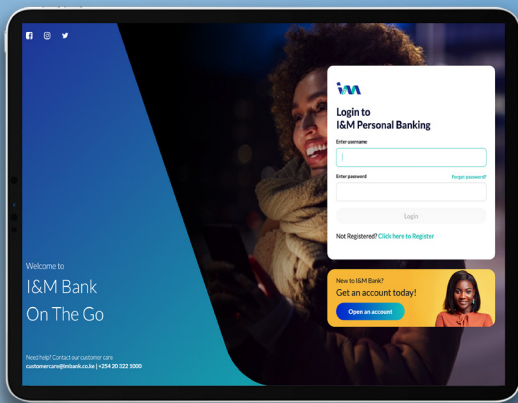 im
Login to
I&M Personal Banking
Enter username
Enter password Forgot password?
Login
Not Registered? Click here to Register
New to I&M Bank?
Get an account today!
Open an account
Welcome to
I&M Bank
On The Go
Need help? Contact our customer care
customercare@imbank.co.ke | +254 20 322 1000